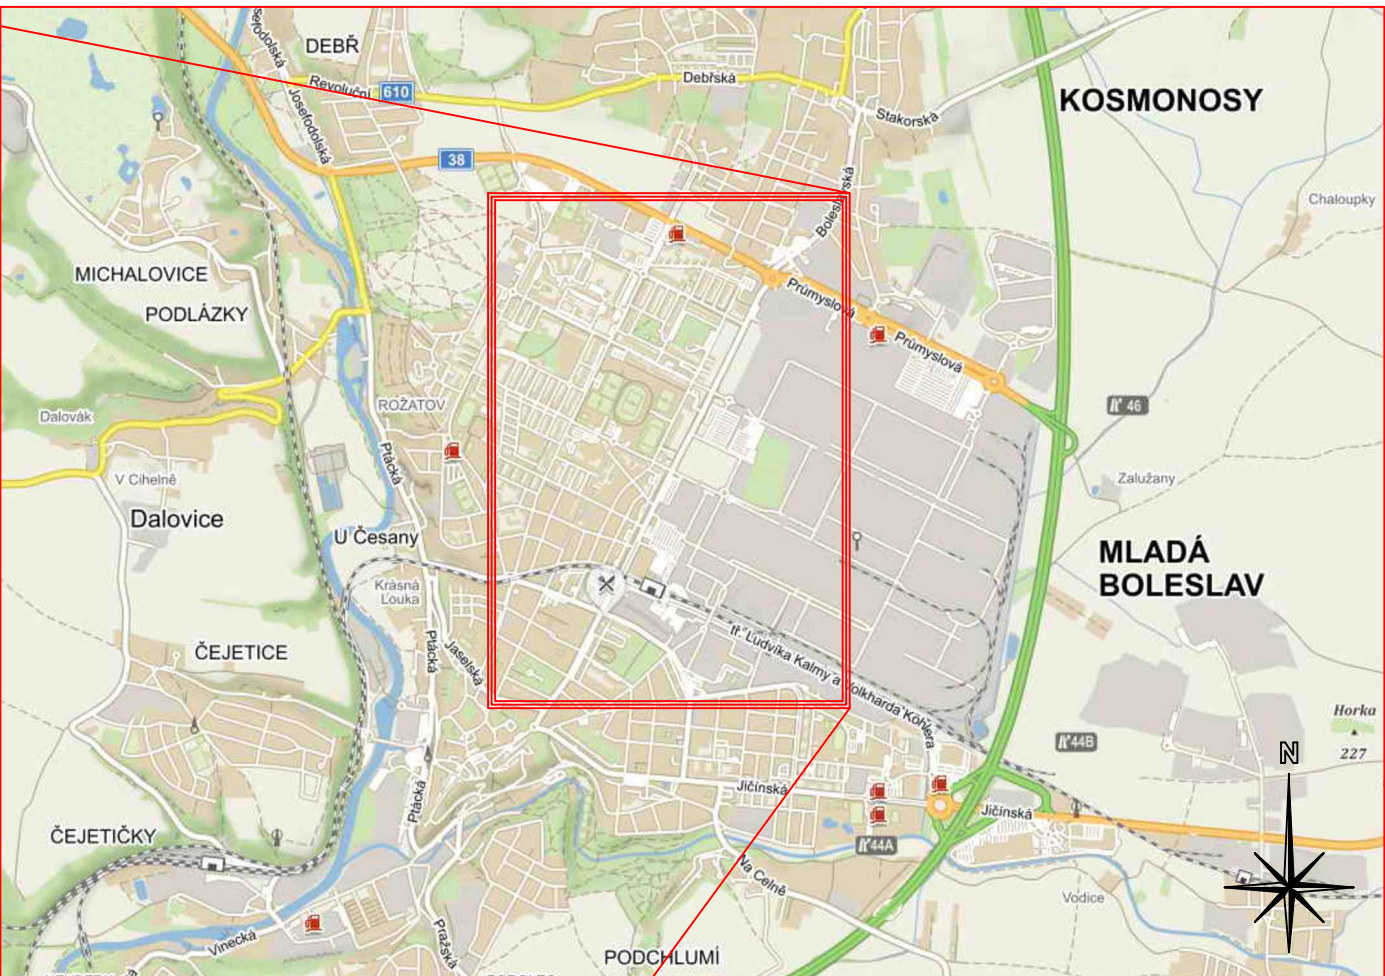 DEBŘ
Revoluční
610
Debřská
Stakorská
KOSMONOSY
Josefodolská
38
Boleslavská
Chaloupky
MICHALOVICE
PODLÁZKY
Průmyslová
Průmyslová
ROŽATOV
Dalovák
46
Ptácká
V Cihelně
Zalužany
Dalovice
U Česany
MLADÁ
BOLESLAV
Krásná
Louka
ČEJETICE
Ptácká
Jaselská
tř. Ludvíka Kalmy a Volkharda Köhlera
Horka
227
44B
N
Jičínská
Ptácká
Jičínská
ČEJETIČKY
44A
Na Celně
Vodice
Vinecká
Pražská
PODCHLUMÍ